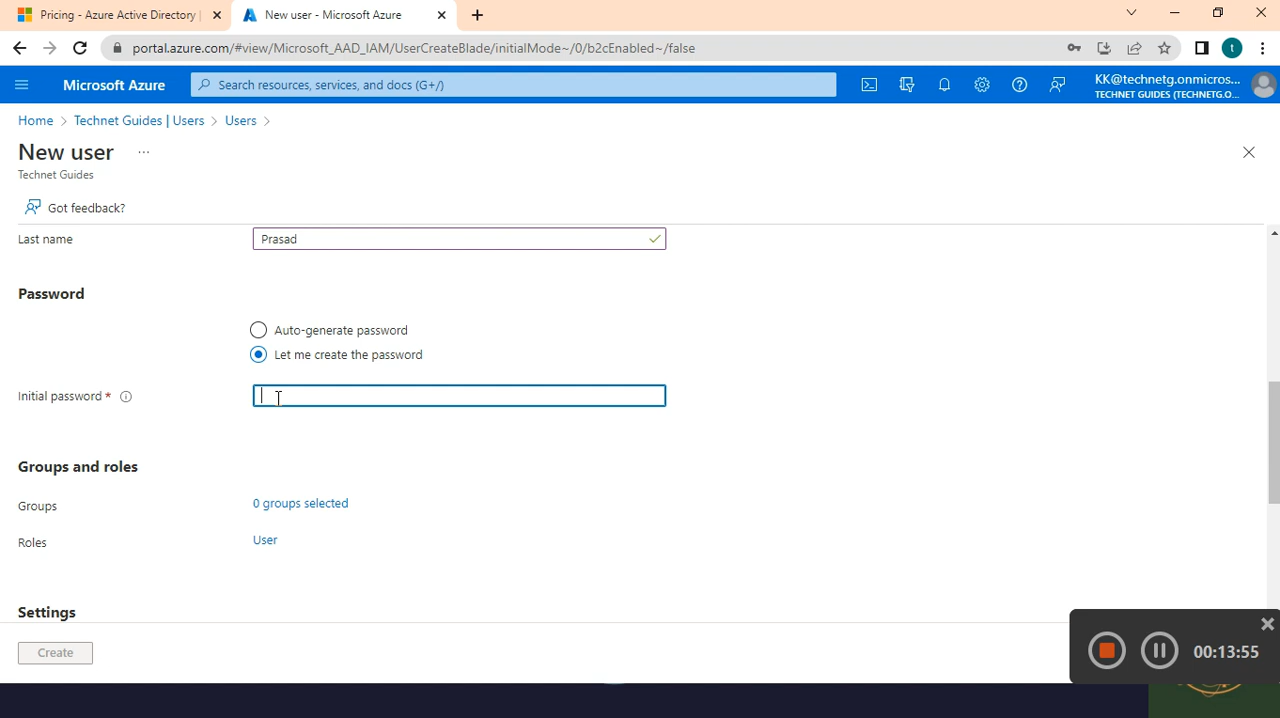 Pricing - Azure Active Directory |
New user - Microsoft Azure
portal.azure.com/#view/Microsoft_AAD_IAM/UserCreateBlade/initialMode~/0/b2cEnabled~/false
t
Microsoft Azure
Search resources, services, and docs (G+/)
KK@technetg.onmicros...
TECHNET GUIDES (TECHNETG.O...
Home > Technet Guides | Users > Users >
New user ...
Technet Guides
Got feedback?
Last name
Prasad
Password
Auto-generate password
Let me create the password
Initial password *
Groups and roles
Groups
0 groups selected
Roles
User
Settings
Create
00:13:55